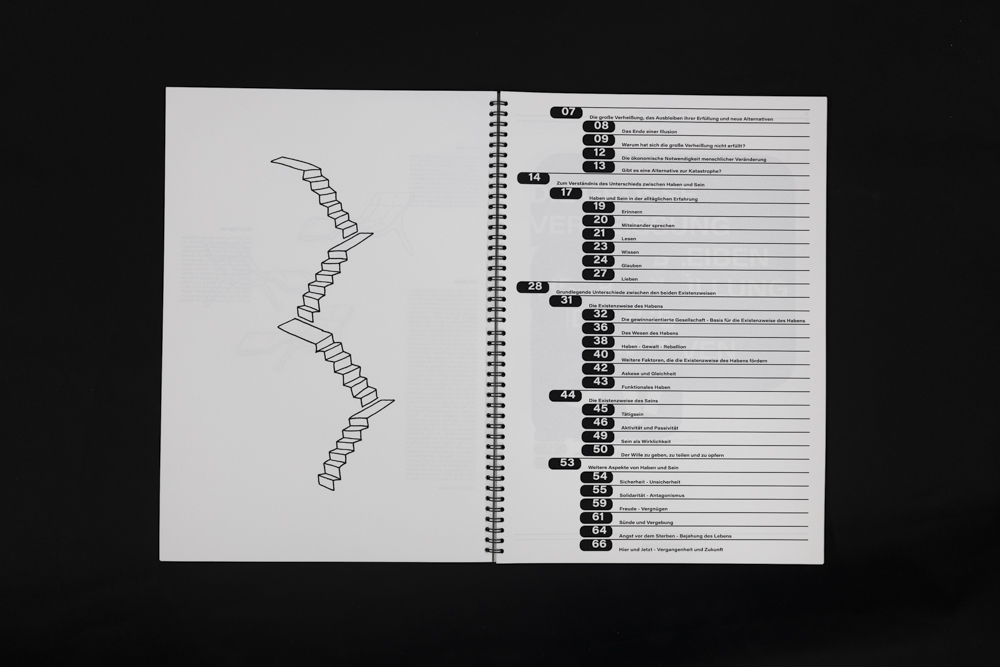 07 Die große Verheißung, das Ausbleiben ihrer Erfüllung und neue Alternativen
08 Das Ende einer Illusion
09 Warum hat sich die große Verheißung nicht erfüllt?
12 Die ökonomische Notwendigkeit menschlicher Veränderung
13 Gibt es eine Alternative zur Katastrophe?
14 Zum Verständnis des Unterschieds zwischen Haben und Sein
17 Haben und Sein in der alltäglichen Erfahrung
19 Erinnern
20 Miteinander sprechen
21 Lesen
23 Wissen
24 Glauben
27 Lieben
28 Grundlegende Unterschiede zwischen den beiden Existenzweisen
31 Die Existenzweise des Habens
32 Die gewinnorientierte Gesellschaft - Basis für die Existenzweise des Habens
36 Das Wesen des Habens
38 Haben - Gewalt - Rebellion
40 Weitere Faktoren, die die Existenzweise des Habens fördern
42 Askese und Gleichheit
43 Funktionales Haben
44 Die Existenzweise des Seins
45 Tätigsein
46 Aktivität und Passivität
49 Sein als Wirklichkeit
50 Der Wille zu geben, zu teilen und zu opfern
53 Weitere Aspekte von Haben und Sein
54 Sicherheit - Unsicherheit
55 Solidarität - Antagonismus
59 Freude - Vergnügen
61 Sünde und Vergebung
64 Angst vor dem Sterben - Bejahung des Lebens
66 Hier und Jetzt - Vergangenheit und Zukunft